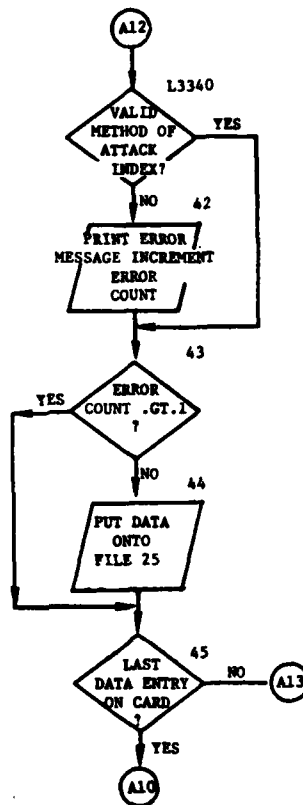 A12
L3340
VALID
METHOD OF
ATTACK
INDEX?
YES
NO
42
PRINT ERROR
MESSAGE INCREMENT
ERROR
COUNT
43
ERROR
COUNT .GT.1
?
YES
NO
44
PUT DATA
ONTO
FILE 25
45
LAST
DATA ENTRY
ON CARD
?
NO
A13
YES
A10